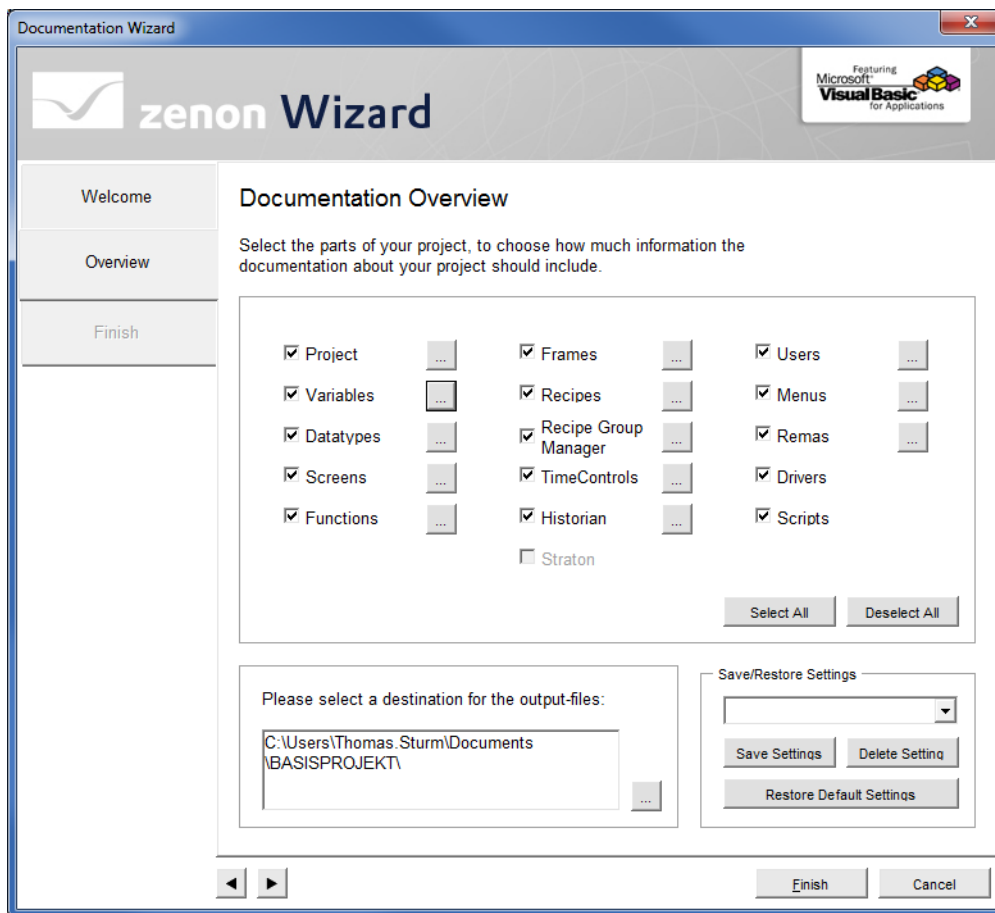 Documentation Wizard
zenon Wizard
Featuring
Microsoft®
Visual Basic®
for Applications
Welcome
Overview
Finish
Documentation Overview
Select the parts of your project, to choose how much information the
documentation about your project should include.
Project ...
Frames ...
Users ...
Variables ...
Recipes ...
Menus ...
Datatypes ...
Recipe Group
Manager ...
Remas ...
Screens ...
TimeControls ...
Drivers
Functions ...
Historian ...
Scripts
Straton
Select All
Deselect All
Please select a destination for the output-files:
C:\Users\Thomas.Sturm\Documents
\BASISPROJEKT\
...
Save/Restore Settings
Save Settings
Delete Setting
Restore Default Settings
Finish
Cancel